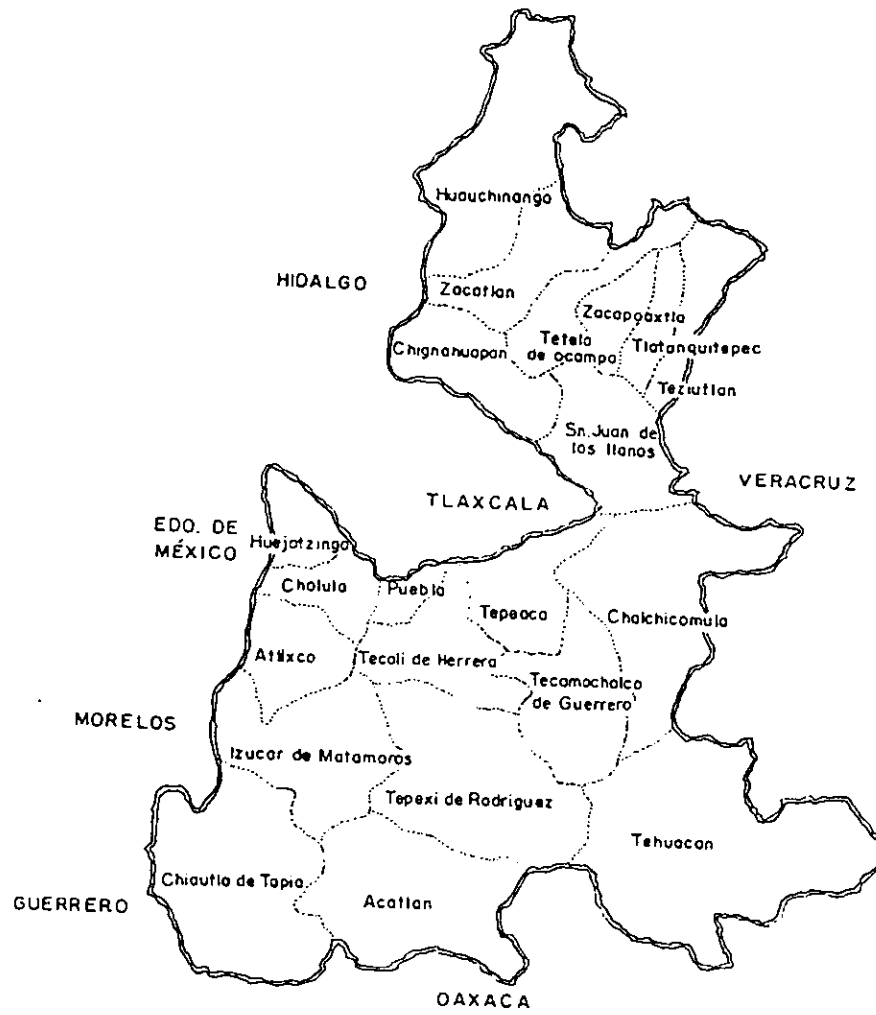 Huauchinango
HIDALGO
Zacatlan
Zacapoaxtla
Chignahuapan
Tetela
de ocampa
Tlatanquitepec
Teziutlan
Sn. Juan de
los llanos
VERACRUZ
TLAXCALA
EDO. DE
MÉXICO
Huejotzingo
Cholula
Puebla
Tepeaca
Chalchicomula
Atlixco
Tecali de Herrera
Tecamachalco
de Guerrero
MORELOS
Izucar de Matamoros
Tepexi de Rodriguez
Tehuacan
Chiautla de Tapia
Acatlan
GUERRERO
OAXACA